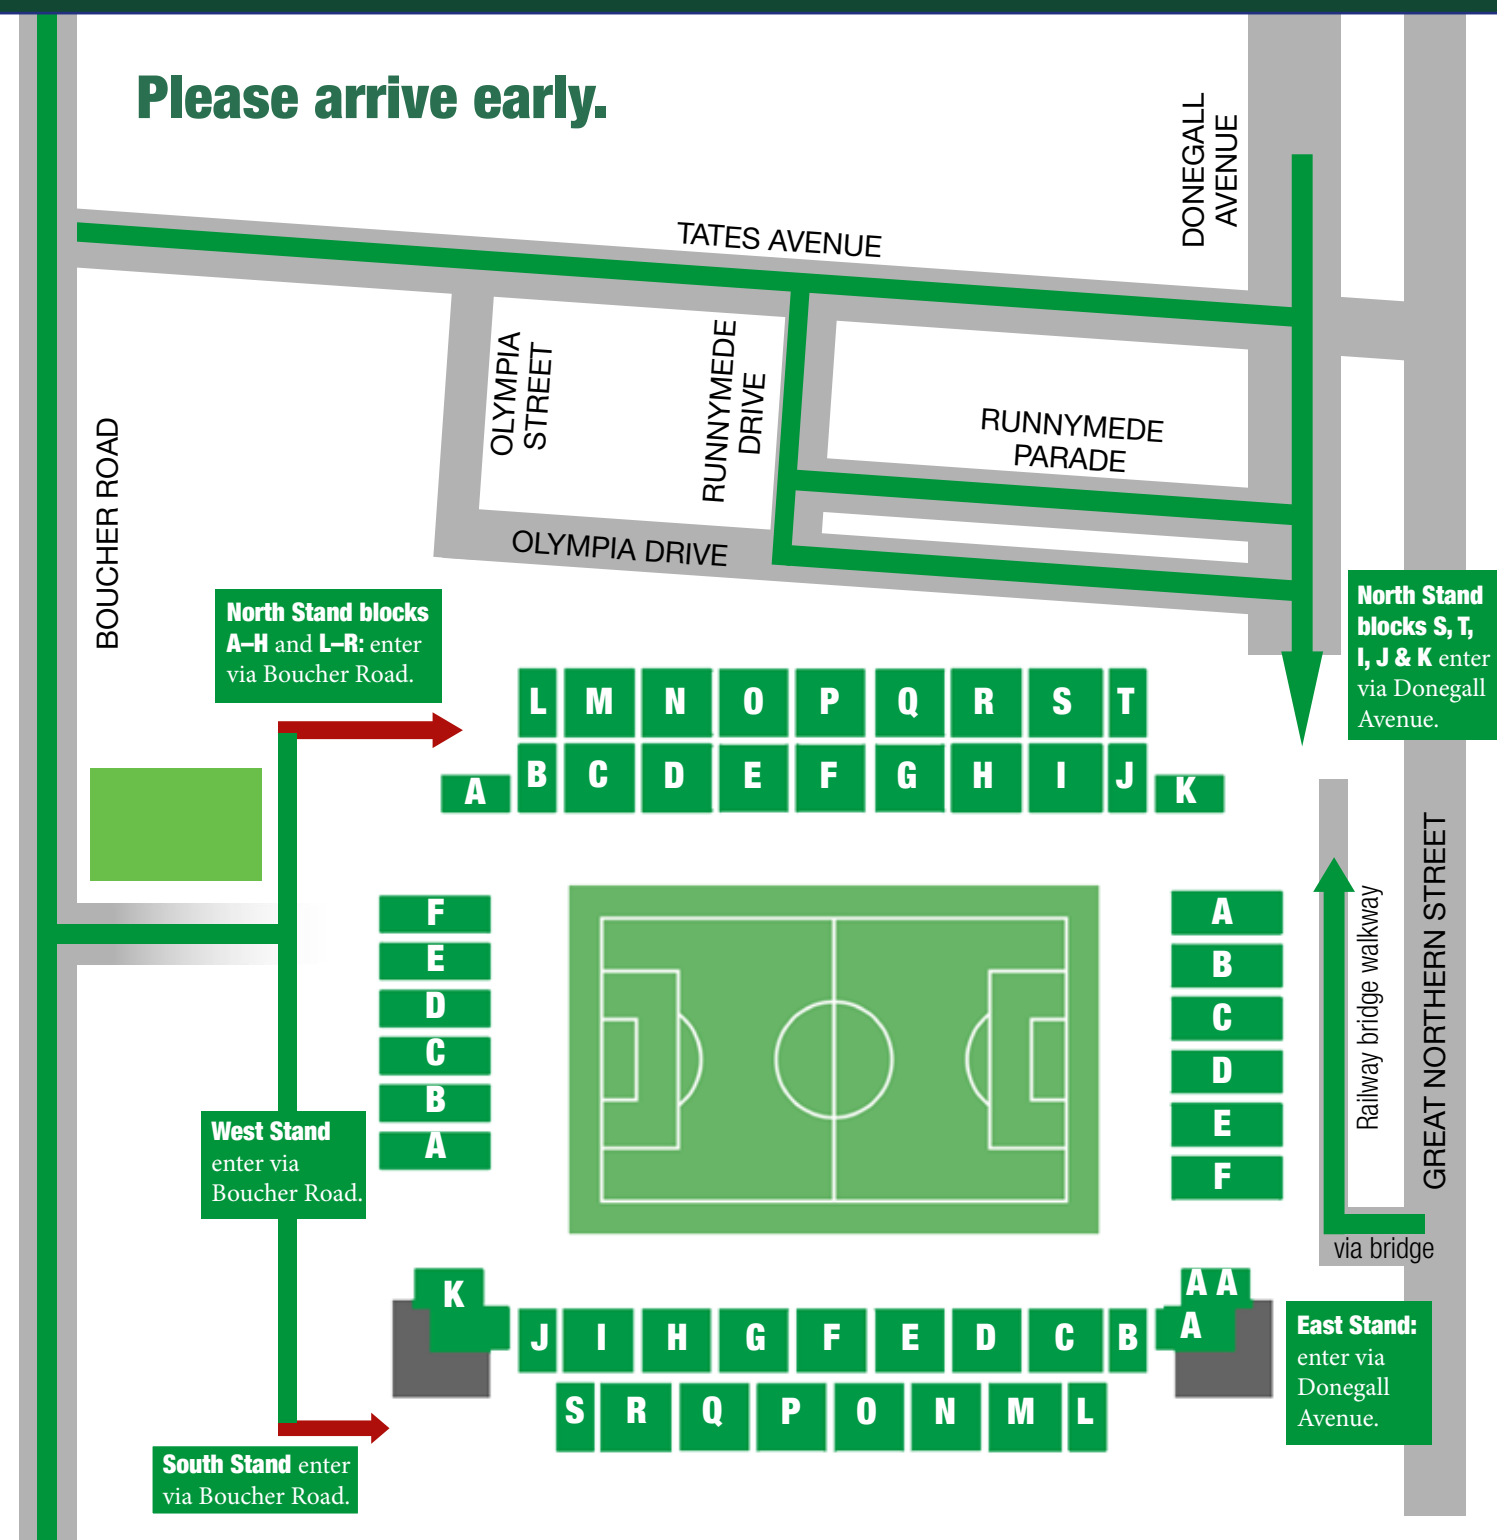 Please arrive early.
DONEGALL
AVENUE
TATES AVENUE
OLYMPIA
STREET
RUNNYMEDE
DRIVE
RUNNYMEDE
PARADE
BOUCHER ROAD
OLYMPIA DRIVE
North Stand blocks
A–H and L–R: enter
via Boucher Road.
North Stand
blocks S, T,
I, J & K enter
via Donegall
Avenue.
L M N O P Q R S T
A B C D E F G H I J K
F
E
D
C
B
A
A
B
C
D
E
F
Railway bridge walkway
GREAT NORTHERN STREET
via bridge
West Stand
enter via
Boucher Road.
K
A A
J I H G F E D C B A
S R Q P O N M L
East Stand:
enter via
Donegall
Avenue.
South Stand enter
via Boucher Road.